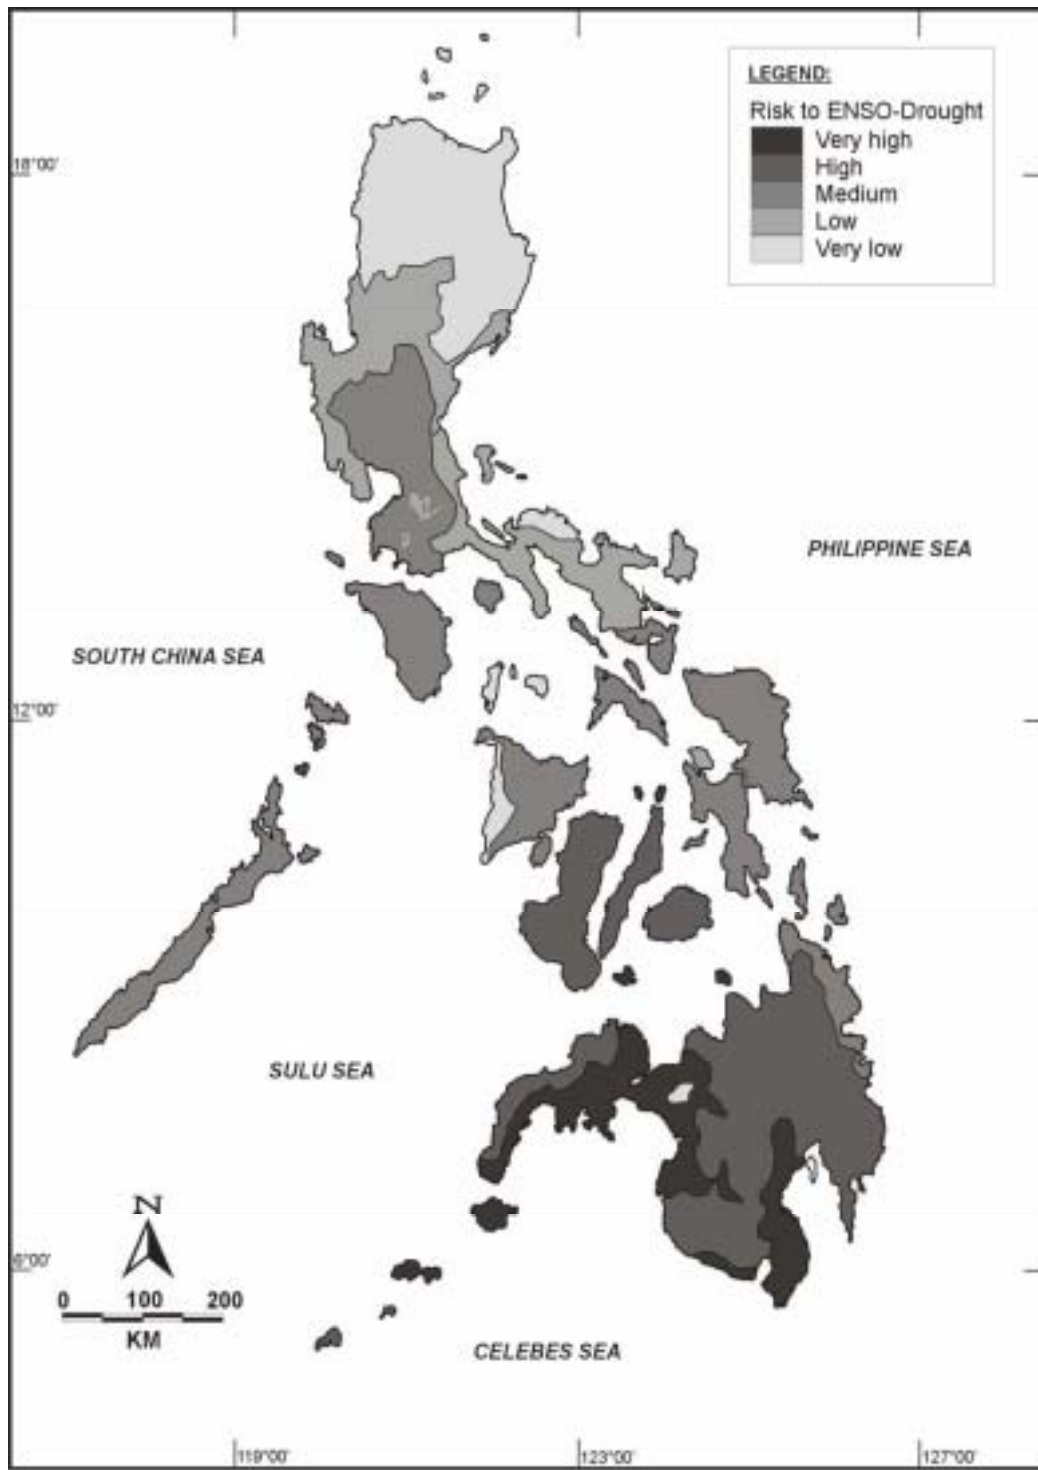 LEGEND:
Risk to ENSO-Drought
Very high
High
Medium
Low
Very low
18°00'
PHILIPPINE SEA
SOUTH CHINA SEA
12°00'
SULU SEA
N
6°00'
0 100 200
KM
CELEBES SEA
119°00' 123°00' 127°00'